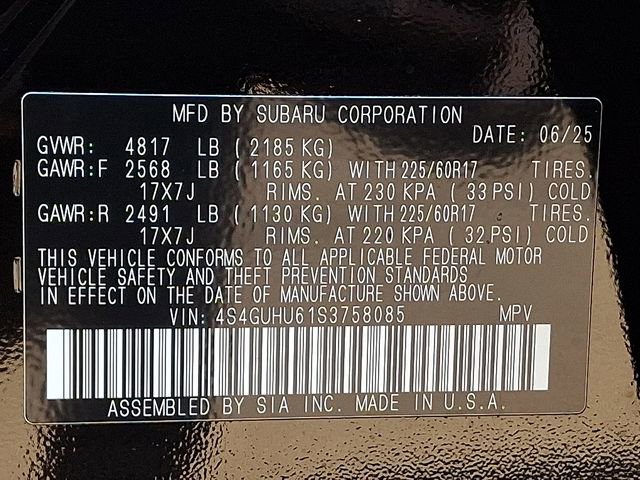 MFD BY SUBARU CORPORATION
DATE: 06/25
GVWR: 4817 LB ( 2185 KG)
GAWR:F 2568 LB ( 1165 KG) WITH 225/60R17 TIRES.
17X7J RIMS. AT 230 KPA ( 33 PSI) COLD
GAWR:R 2491 LB ( 1130 KG) WITH 225/60R17 TIRES.
17X7J RIMS. AT 220 KPA ( 32 PSI) COLD
THIS VEHICLE CONFORMS TO ALL APPLICABLE FEDERAL MOTOR
VEHICLE SAFETY AND THEFT PREVENTION STANDARDS
IN EFFECT ON THE DATE OF MANUFACTURE SHOWN ABOVE.
VIN: 4S4GUHU61S3758085 MPV
ASSEMBLED BY SIA INC. MADE IN U.S.A.